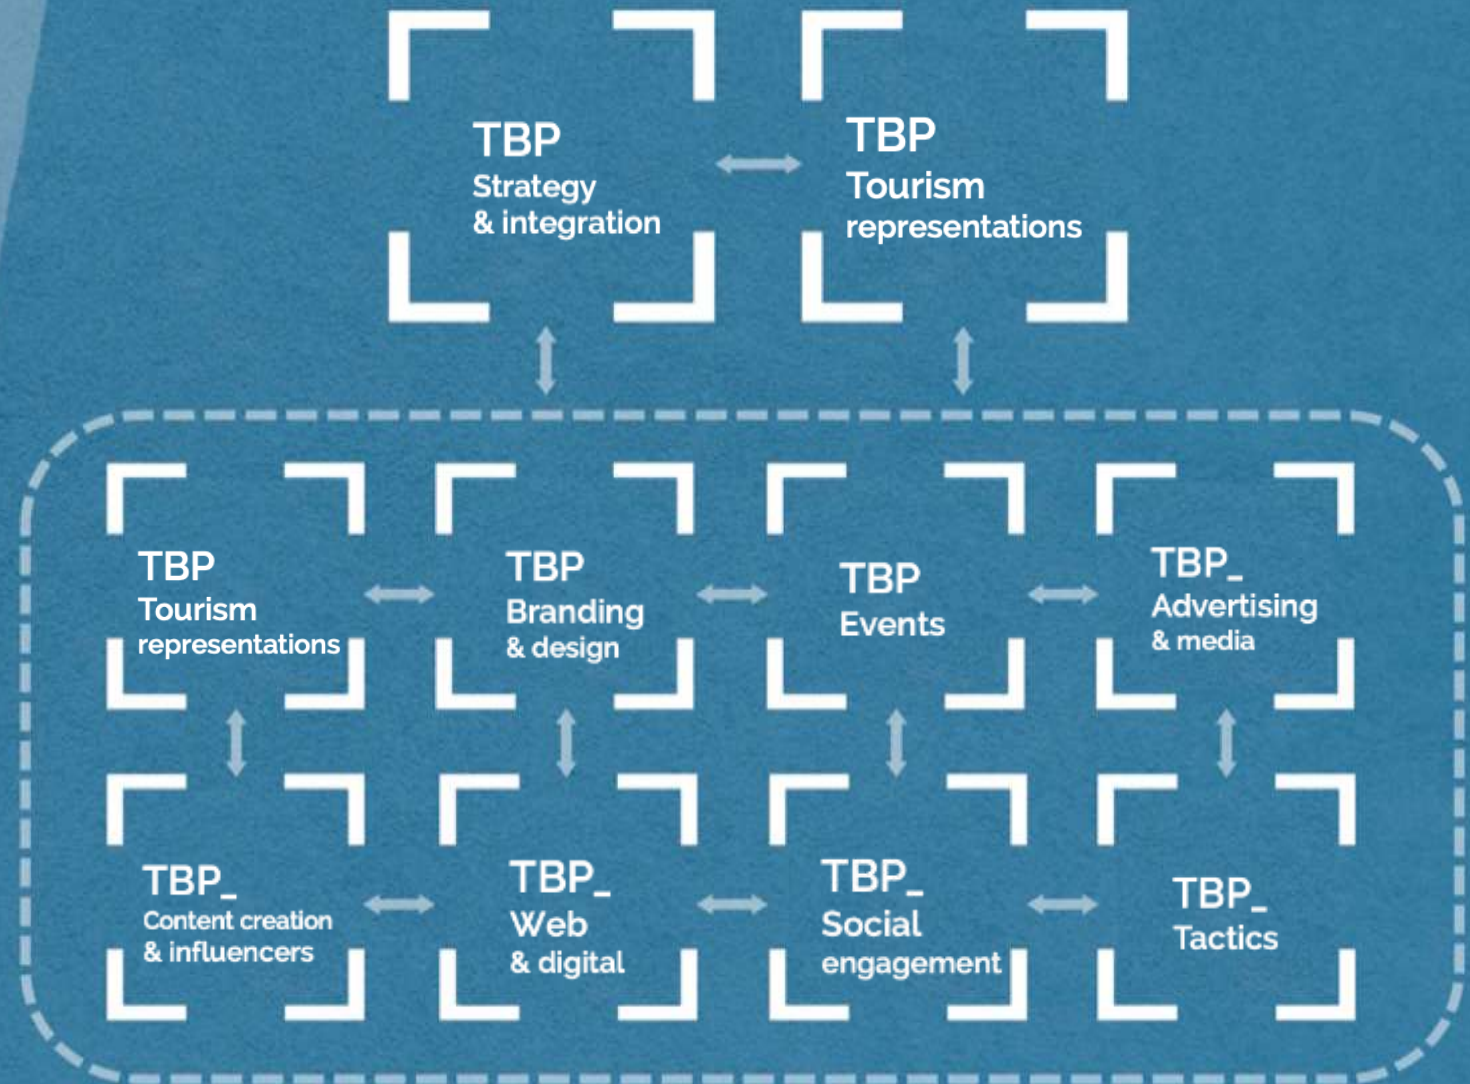 TBP
Strategy
& integration
TBP
Tourism
representations
TBP
Tourism
representations
TBP
Branding
& design
TBP
Events
TBP_
Advertising
& media
TBP_
Content creation
& influencers
TBP_
Web
& digital
TBP_
Social
engagement
TBP_
Tactics